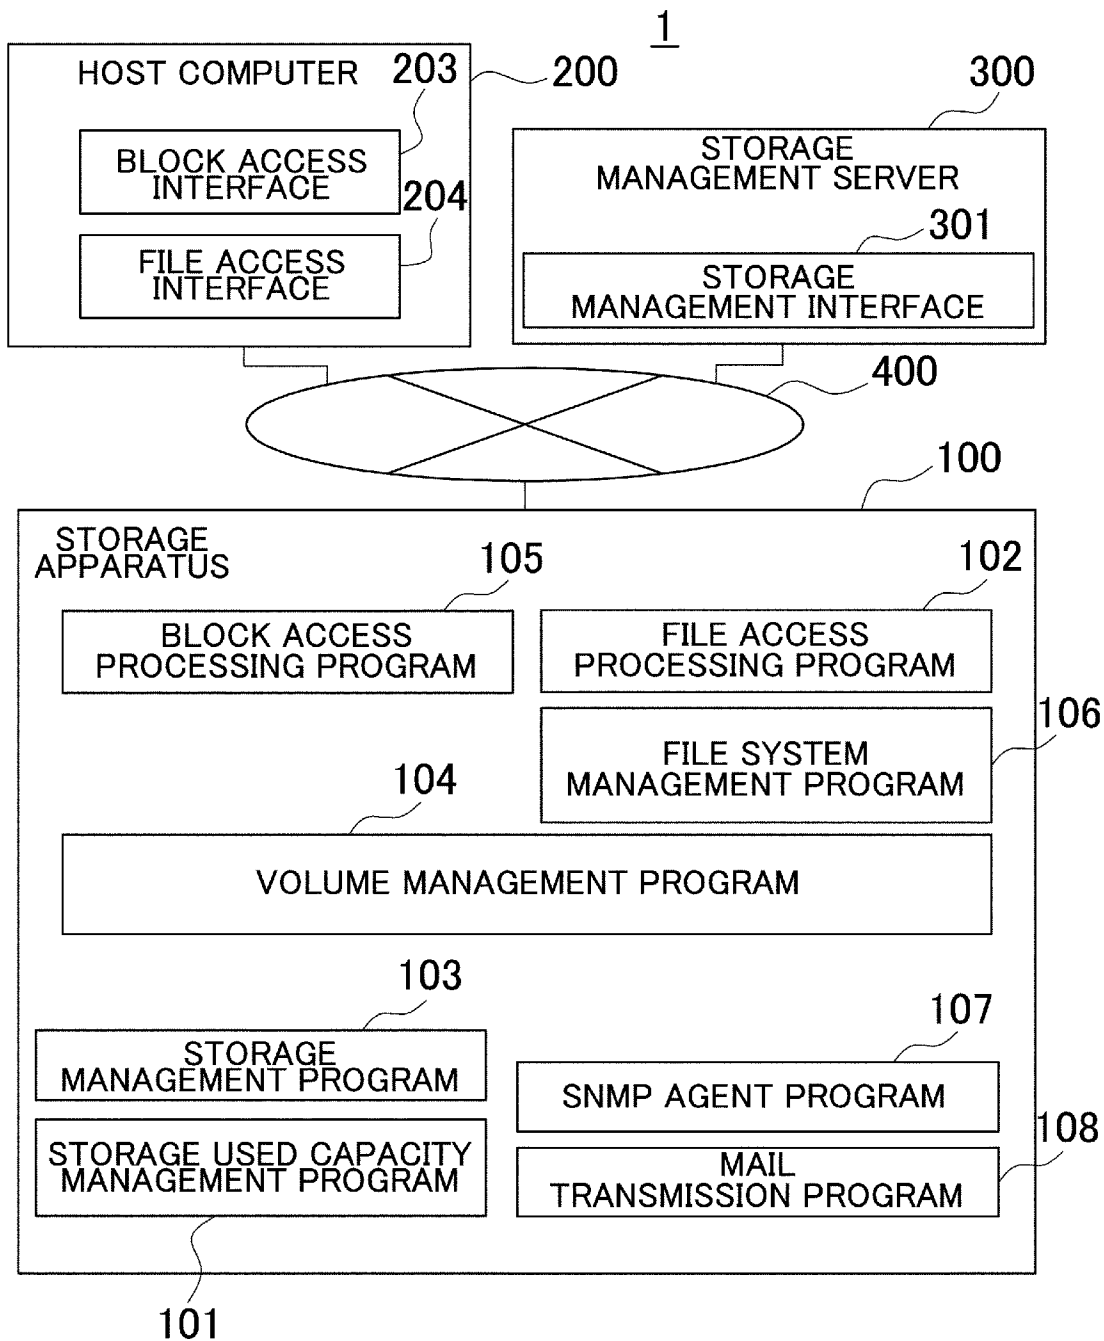 1
HOST COMPUTER
203
200
BLOCK ACCESS
INTERFACE
204
FILE ACCESS
INTERFACE
300
STORAGE
MANAGEMENT SERVER
301
STORAGE
MANAGEMENT INTERFACE
400
100
STORAGE
APPARATUS
105
BLOCK ACCESS
PROCESSING PROGRAM
102
FILE ACCESS
PROCESSING PROGRAM
106
FILE SYSTEM
MANAGEMENT PROGRAM
104
VOLUME MANAGEMENT PROGRAM
103
STORAGE
MANAGEMENT PROGRAM
107
SNMP AGENT PROGRAM
STORAGE USED CAPACITY
MANAGEMENT PROGRAM
101
108
MAIL
TRANSMISSION PROGRAM